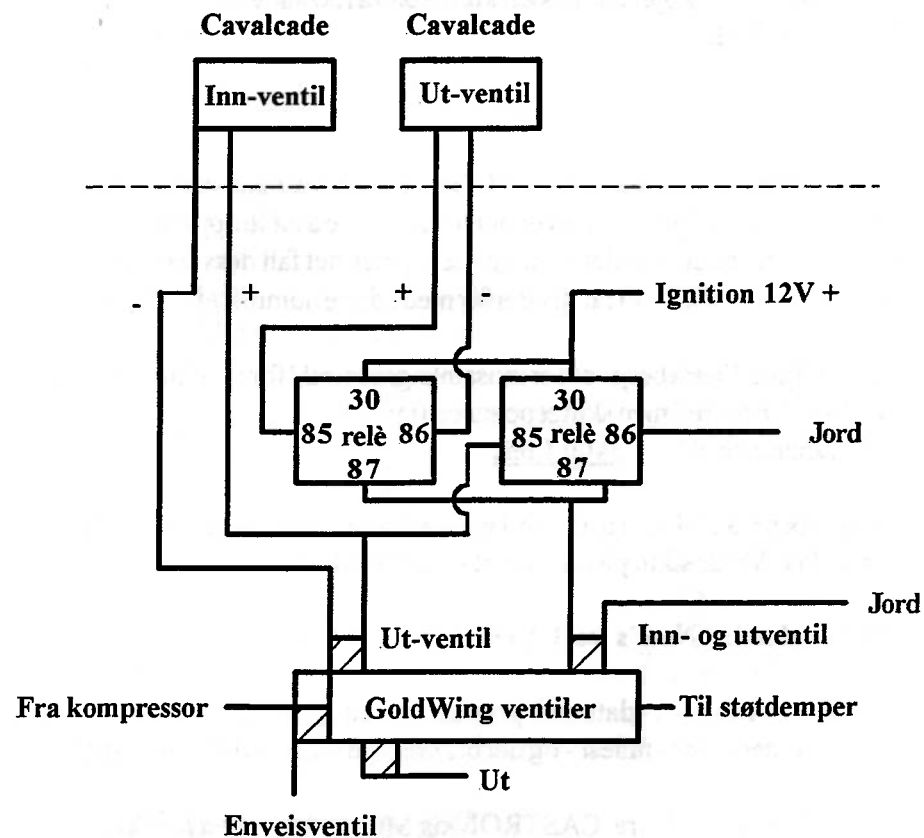 Cavalcade Cavalcade
Inn-ventil Ut-ventil
- + + - Ignition 12V +
30 30
85 relè 86 85 relè 86 Jord
87 87
Jord
Ut-ventil Inn- og utventil
Fra kompressor GoldWing ventiler Til støtdemper
Ut
Enveisventil